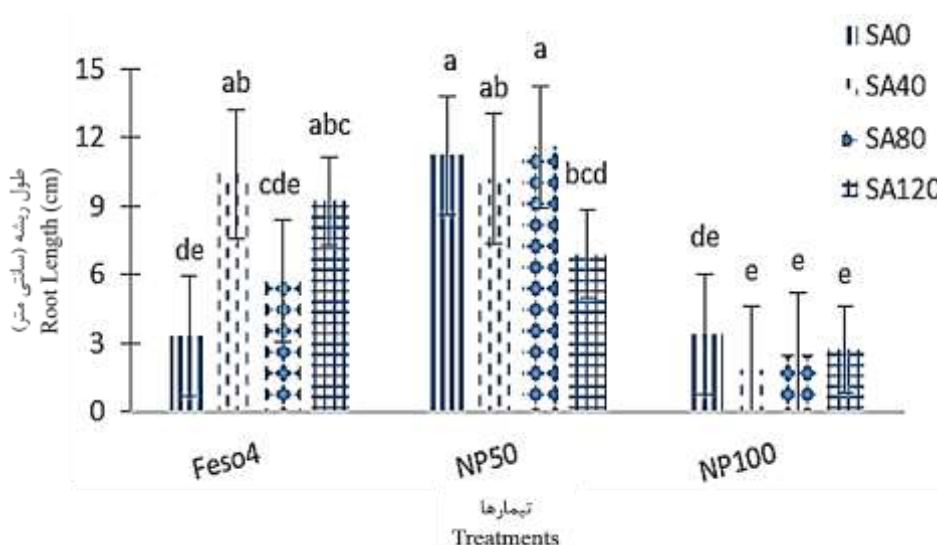 SA0
SA40
SA80
SA120
طول ریشه (سانتی متر)
Root Length (cm)
15
12
9
6
3
0
de
ab
cde
abc
a
ab
a
bcd
de
e
e
e
Feso4
NP50
NP100
تیمارها
Treatments